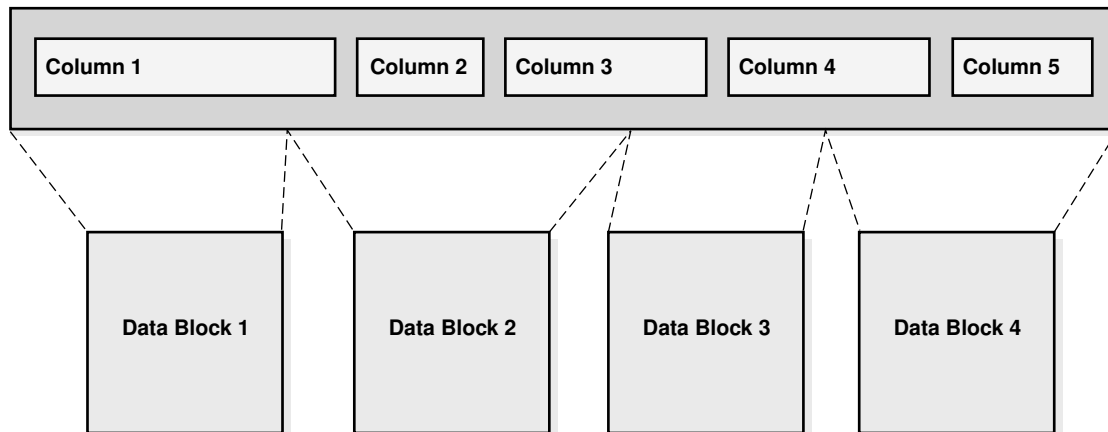 Column 1
Column 2
Column 3
Column 4
Column 5
Data Block 1
Data Block 2
Data Block 3
Data Block 4